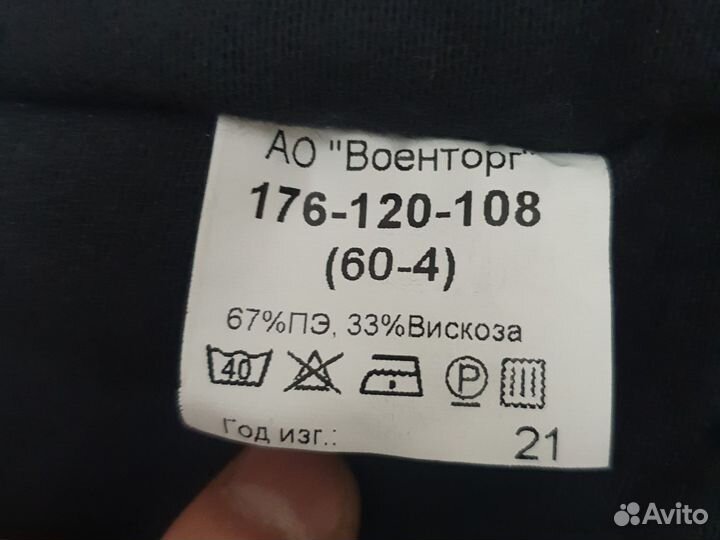 АО "Военторг"
176-120-108
(60-4)
67%ПЭ, 33%Вискоза
40 P
Год изг.: 21
Avito